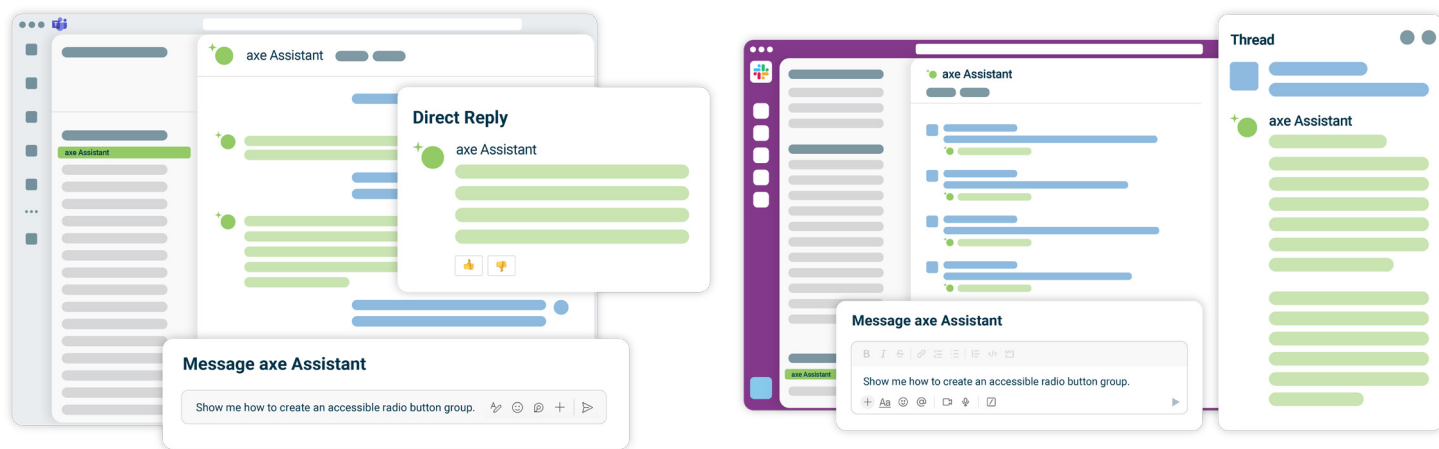 axe Assistant
axe Assistant
Direct Reply
axe Assistant
Message axe Assistant
Show me how to create an accessible radio button group.
axe Assistant
axe Assistant
Message axe Assistant
B I S
Show me how to create an accessible radio button group.
Aa
Thread
axe Assistant